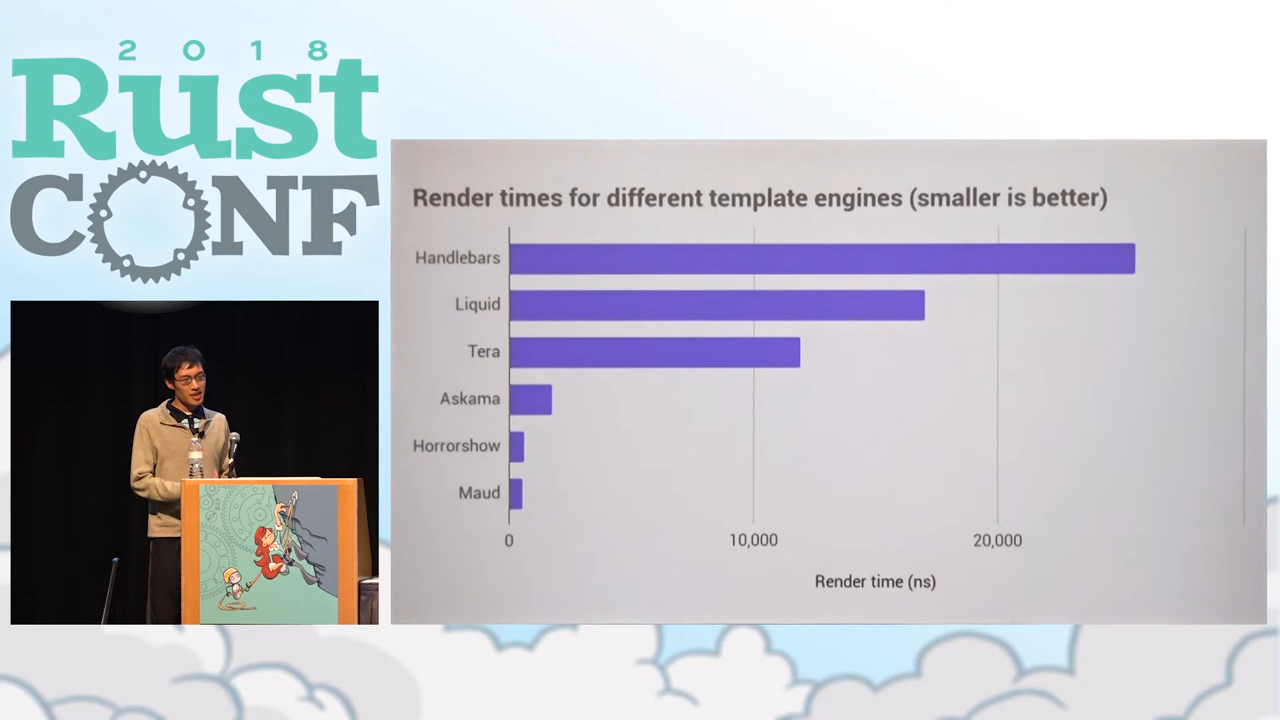 2018
Rust
CONF
Render times for different template engines (smaller is better)
Handlebars
Liquid
Tera
Askama
Horrorshow
Maud
0
10,000
20,000
Render time (ns)